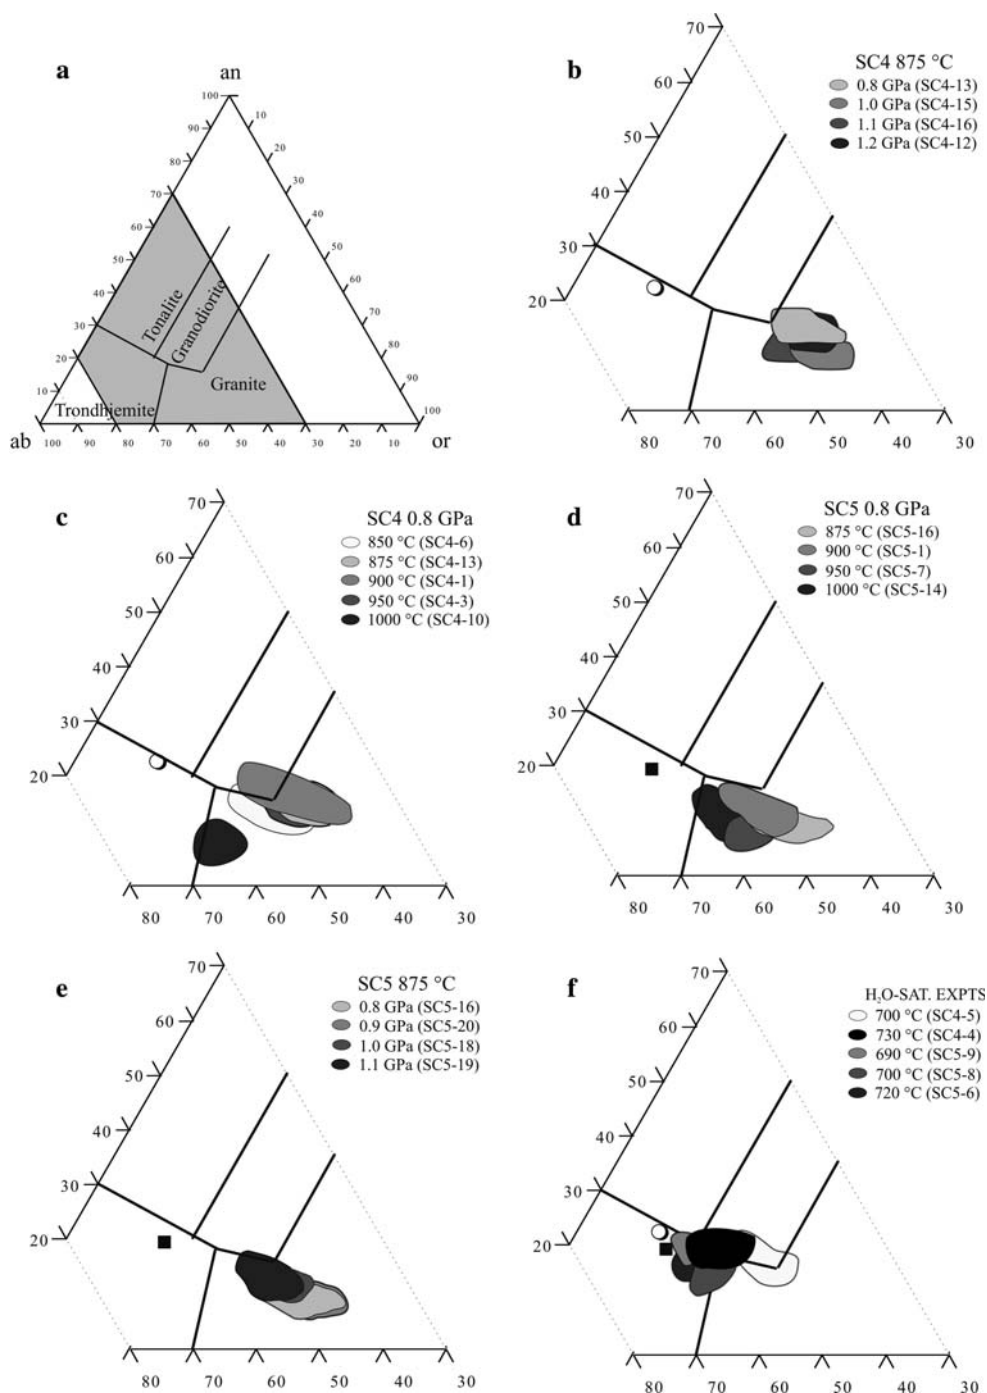 a
an
100
90
80
70
60
50
40
30
20
10
10
20
30
40
50
60
70
80
90
100
Tonalite
Granodiorite
Granite
Trondhjemite
ab
or
100 90 80 70 60 50 40 30 20 10
b
SC4 875 °C
0.8 GPa (SC4-13)
1.0 GPa (SC4-15)
1.1 GPa (SC4-16)
1.2 GPa (SC4-12)
70
60
50
40
30
20
80 70 60 50 40 30
c
SC4 0.8 GPa
850 °C (SC4-6)
875 °C (SC4-13)
900 °C (SC4-1)
950 °C (SC4-3)
1000 °C (SC4-10)
70
60
50
40
30
20
80 70 60 50 40 30
d
SC5 0.8 GPa
875 °C (SC5-16)
900 °C (SC5-1)
950 °C (SC5-7)
1000 °C (SC5-14)
70
60
50
40
30
20
80 70 60 50 40 30
e
SC5 875 °C
0.8 GPa (SC5-16)
0.9 GPa (SC5-20)
1.0 GPa (SC5-18)
1.1 GPa (SC5-19)
70
60
50
40
30
20
80 70 60 50 40 30
f
H₂O-SAT. EXPTS
700 °C (SC4-5)
730 °C (SC4-4)
690 °C (SC5-9)
700 °C (SC5-8)
720 °C (SC5-6)
70
60
50
40
30
20
80 70 60 50 40 30